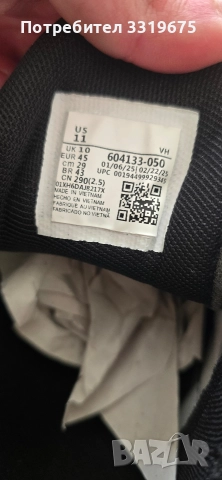 Потребител 3319675
US
11
VH
UK 10
EUR 45
cm 29
BR 43
CN 290(2.5)
604133-050
01/06/25 02/22/25
UPC
MADE IN VIETNAM
HECHO EN VIETNAM
FABRIQUE AU VIETNAM
FABRICADO NO VIETNAM
BAZAR
bg